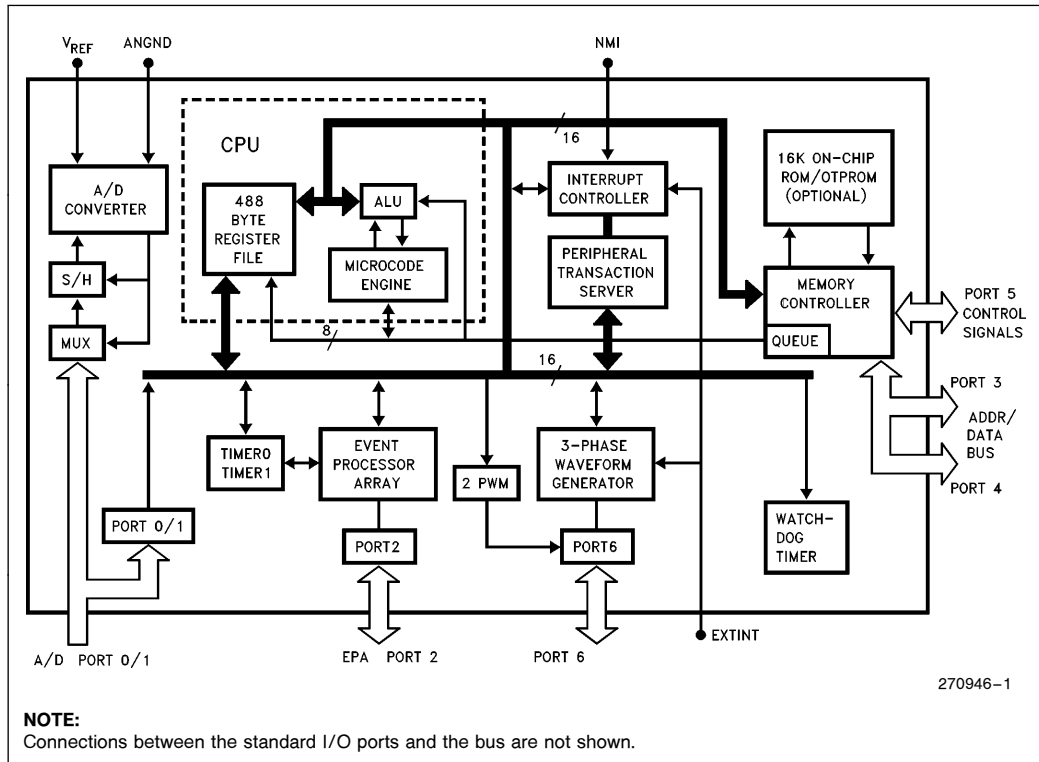 VREF
ANGND
NMI
CPU
16
A/D
CONVERTER
488
BYTE
REGISTER
FILE
ALU
INTERRUPT
CONTROLLER
16K ON-CHIP
ROM/OTPROM
(OPTIONAL)
S/H
MICROCODE
ENGINE
PERIPHERAL
TRANSACTION
SERVER
MEMORY
CONTROLLER
PORT 5
CONTROL
SIGNALS
MUX
8
QUEUE
16
PORT 3
ADDR/
DATA
BUS
PORT 4
TIMER0
TIMER1
EVENT
PROCESSOR
ARRAY
2 PWM
3-PHASE
WAVEFORM
GENERATOR
PORT 0/1
PORT2
PORT6
WATCH-
DOG
TIMER
EXTINT
A/D PORT 0/1
EPA PORT 2
PORT 6
270946-1
NOTE:
Connections between the standard I/O ports and the bus are not shown.